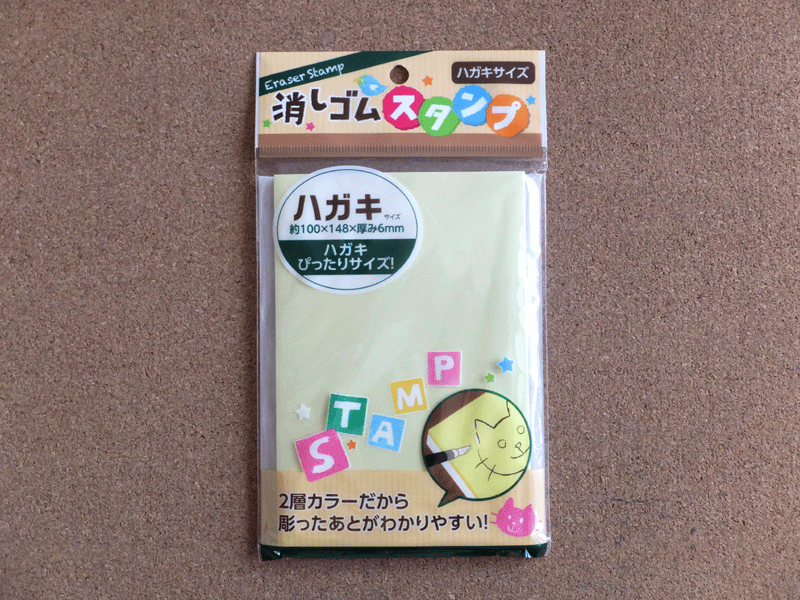 Eraser Stamp
ハガキサイズ
消しゴムスタンプ
ハガキサイズ
約100×148×厚み6mm
ハガキ
ぴったりサイズ!
STAMP
2層カラーだから
彫ったあとがわかりやすい!